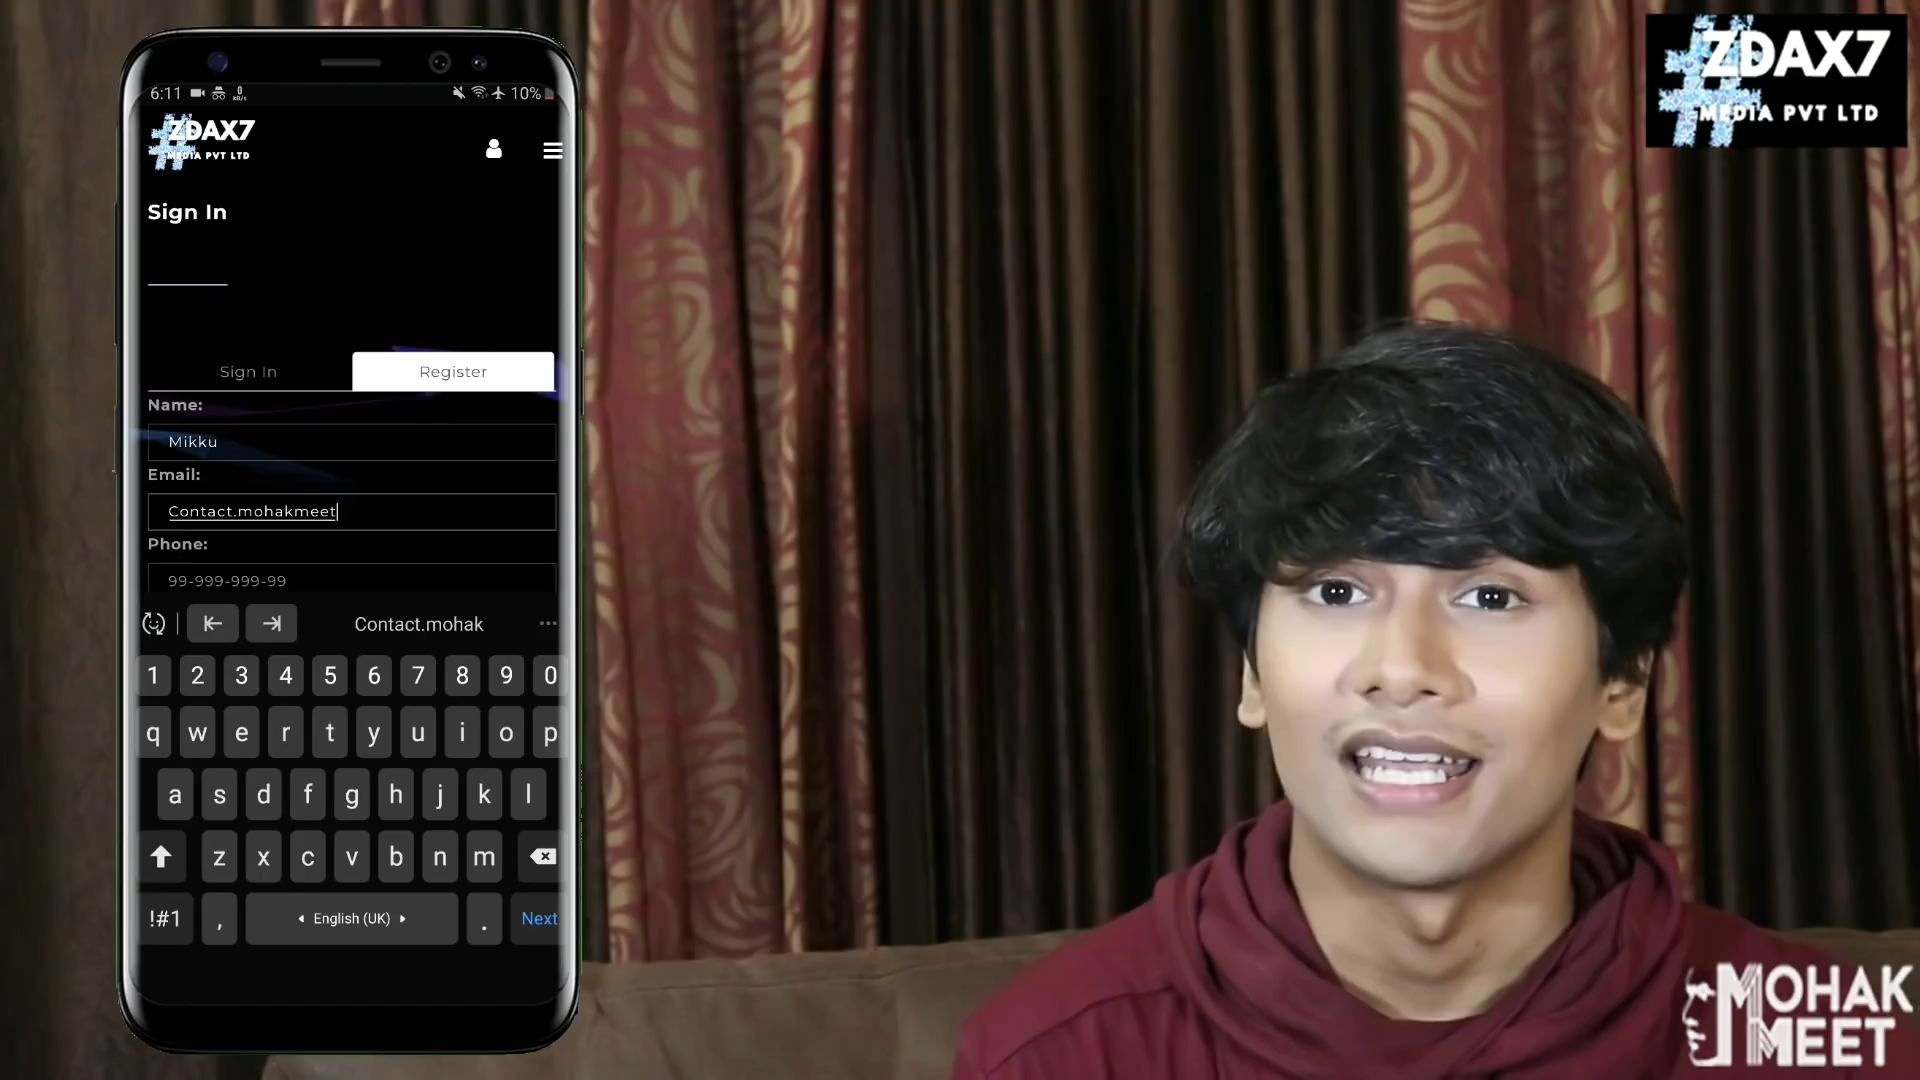 6:11
0
KB/s
10%
#ZDAX7
MEDIA PVT LTD
Sign In
Sign In
Register
Name:
Mikku
Email:
Contact.mohakmeet
Phone:
99-999-999-99
Contact.mohak
1 2 3 4 5 6 7 8 9 0
q w e r t y u i o p
a s d f g h j k l
z x c v b n m
!#1 , English (UK) . Next
#ZDAX7
MEDIA PVT LTD
MOHAK
MEET